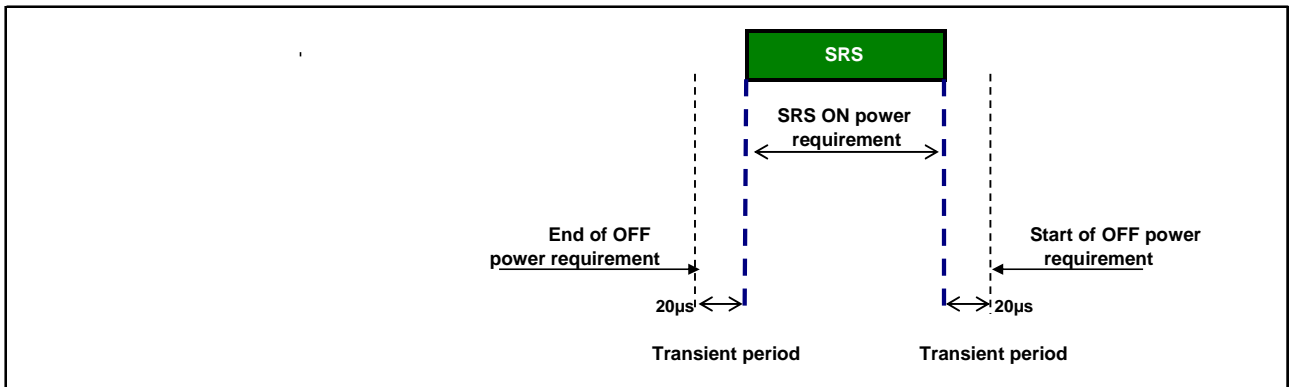 SRS
SRS ON power
requirement
End of OFF
power requirement
Start of OFF power
requirement
20µs
20µs
Transient period
Transient period